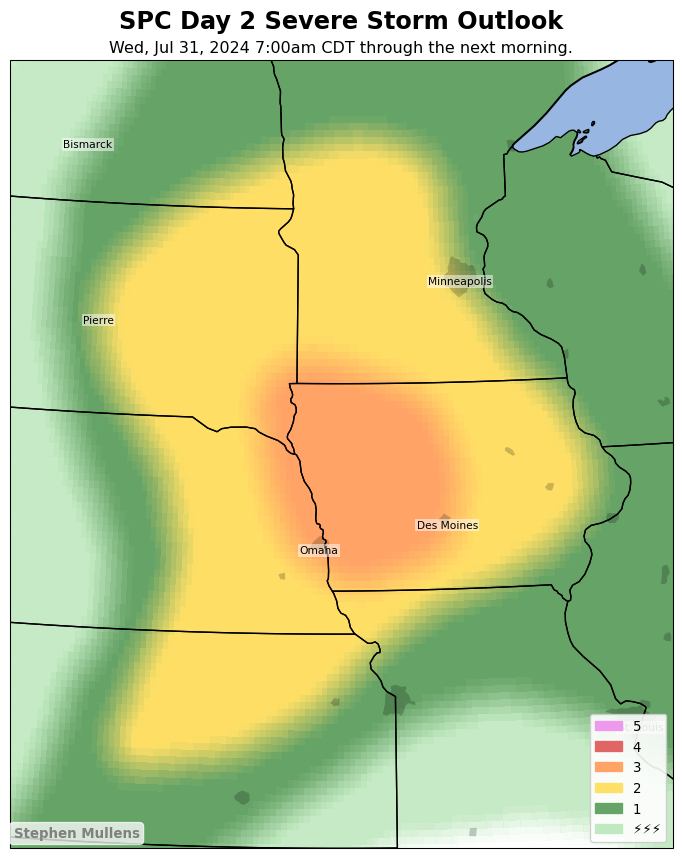 SPC Day 2 Severe Storm Outlook
Wed, Jul 31, 2024 7:00am CDT through the next morning.
Bismarck
Minneapolis
Pierre
Des Moines
Omaha
5
4
3
2
1
⚡⚡⚡
Stephen Mullens